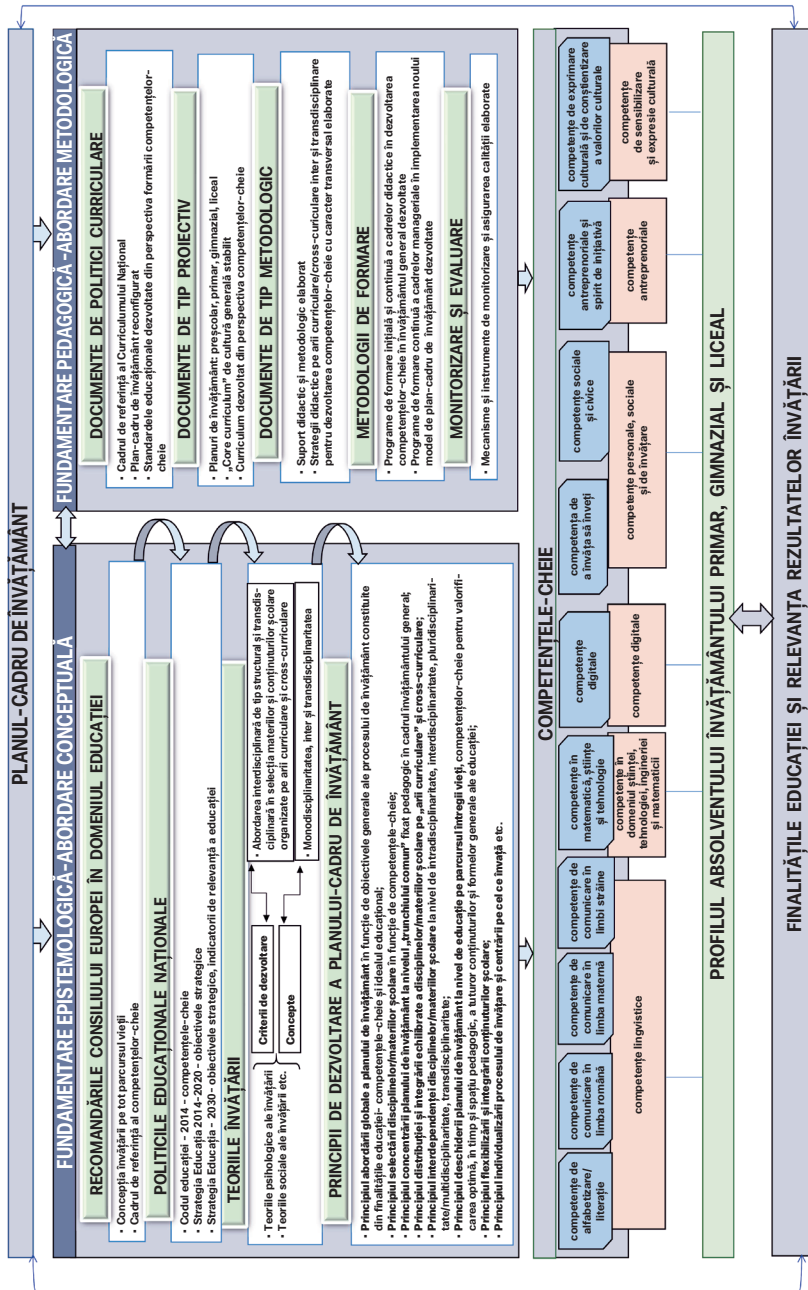 PLANUL-CADRU DE ÎNVĂȚĂMÂNT
FUNDAMENTARE EPISTEMOLOGICĂ-ABORDARE CONCEPTUALĂ
RECOMANDĂRILE CONSILIULUI EUROPEI ÎN DOMENIUL EDUCAȚIEI
• Concepția învățării pe tot parcursul vieții
• Cadrul de referință al competențelor-cheie
POLITICILE EDUCAȚIONALE NAȚIONALE
• Codul educației - 2014 - competențele-cheie
• Strategia Educația 2014-2020 - obiectivele strategice
• Strategia Educația - 2030- obiectivele strategice, indicatorii de relevanță a educației
TEORIILE ÎNVĂȚĂRII
• Teoriile psihologice ale învățării
• Teoriile sociale ale învățării etc.
Criterii de dezvoltare
Concepte
• Abordarea interdisciplinară de tip structural și transdis-
ciplinară în selecția materiilor și conținuturilor școlare
organizate pe arii curriculare și cross-curriculare
• Monodisciplinaritatea, inter și transdisciplinaritatea
PRINCIPII DE DEZVOLTARE A PLANULUI-CADRU DE ÎNVĂȚĂMÂNT
• Principiul abordării globale a planului de învățământ în funcție de obiectivele generale ale procesului de învățământ constituite
din finalitățile educației- competențele-cheie și idealul educațional;
• Principiul selectării disciplinelor/materiilor școlare în funcție de competențele-cheie;
• Principiul concentrării planului de învățământ la nivelul „trunchiului comun” fixat pedagogic în cadrul învățământului general;
• Principiul distribuției și integrării echilibrate a disciplinelor/materiilor școlare pe „arii curriculare” și cross-curriculare;
• Principiul interdependenței disciplinelor/materiilor școlare la nivel de intradisciplinaritate, interdisciplinaritate, pluridisciplinari-
tate/multidisciplinaritate, transdisciplinaritate;
• Principiul deschiderii planului de învățământ la nivel de educație pe parcursul întregii vieți, competențelor-cheie pentru valorifi-
carea optimă, în timp și spațiu pedagogic, a tuturor conținuturilor și formelor generale ale educației;
• Principiul flexibilizării și integrării conținuturilor școlare;
• Principiul individualizării procesului de învățare și centrării pe cel ce învață etc.
FUNDAMENTARE PEDAGOGICĂ-ABORDARE METODOLOGICĂ
DOCUMENTE DE POLITICI CURRICULARE
• Cadrul de referință al Curriculumului Național
• Plan-cadru de învățământ reconfigurat
• Standardele educaționale dezvoltate din perspectiva formării competențelor-
cheie
DOCUMENTE DE TIP PROIECTIV
• Planuri de învățământ: preșcolar, primar, gimnazial, liceal
• „Core curriculum” de cultură generală stabilit
• Curriculum dezvoltat din perspectiva competențelor-cheie
DOCUMENTE DE TIP METODOLOGIC
• Suport didactic și metodologic elaborat
• Strategii didactice pe arii curriculare/cross-curiculare inter și transdisciplinare
pentru dezvoltarea competențelor-cheie cu caracter transversal elaborate
METODOLOGII DE FORMARE
• Programe de formare inițială și continuă a cadrelor didactice în dezvoltarea
competențelor-cheie în învățământul general dezvoltate
• Programe de formare continuă a cadrelor manageriale în implementarea noului
model de plan-cadru de învățământ dezvoltate
MONITORIZARE ȘI EVALUARE
• Mecanisme și instrumente de monitorizare și asigurarea calității elaborate
COMPETENȚELE-CHEIE
competențe de
alfabetizare/
literație
competențe de
comunicare în
limba română
competențe de
comunicare în
limba maternă
competențe de
comunicare în
limbi străine
competențe în
matematică, științe
și tehnologie
competențe
digitale
competența de
a învăța să înveți
competențe sociale
și civice
competențe
antreprenoriale și
spirit de inițiativă
competențe de exprimare
culturală și de conștientizare
a valorilor culturale
competențe lingvistice
competențe în
domeniul științei,
tehnologiei, ingineriei
și matematicii
competențe digitale
competențe personale, sociale
și de învățare
competențe
antreprenoriale
competențe
de sensibilizare
și expresie culturală
PROFILUL ABSOLVENTULUI ÎNVĂȚĂMÂNTULUI PRIMAR, GIMNAZIAL ȘI LICEAL
FINALITĂȚILE EDUCAȚIEI ȘI RELEVANȚA REZULTATELOR ÎNVĂȚĂRII